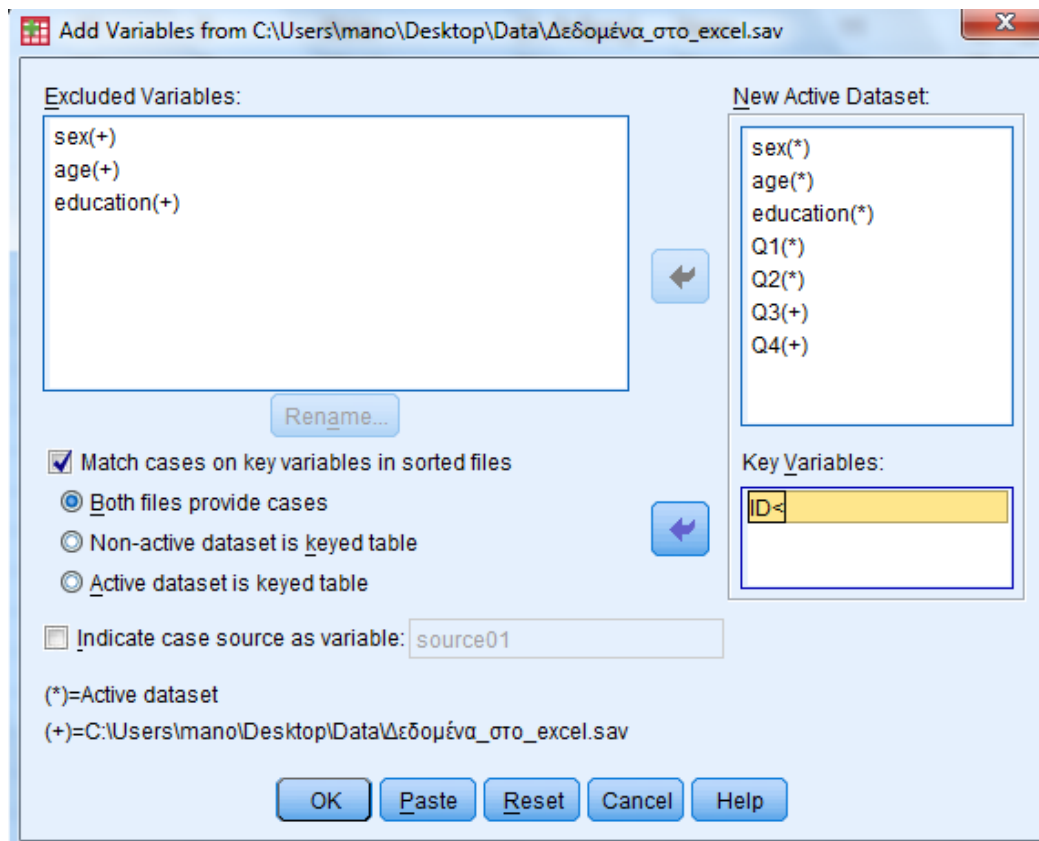 Add Variables from C:\Users\mano\Desktop\Data\Δεδομένα_στο_excel.sav
X
Excluded Variables:
sex(+)
age(+)
education(+)
Rename...
Match cases on key variables in sorted files
Both files provide cases
Non-active dataset is keyed table
Active dataset is keyed table
Indicate case source as variable: source01
New Active Dataset:
sex(*)
age(*)
education(*)
Q1(*)
Q2(*)
Q3(+)
Q4(+)
Key Variables:
ID<
(*)=Active dataset
(+)=C:\Users\mano\Desktop\Data\Δεδομένα_στο_excel.sav
OK Paste Reset Cancel Help